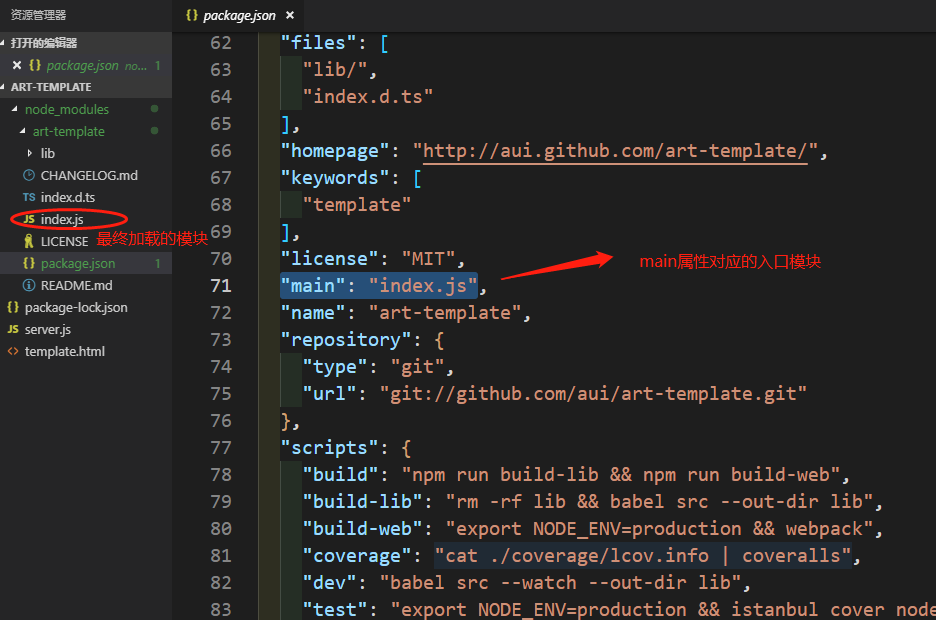 资源管理器
打开的编辑器
package.json no... 1
ART-TEMPLATE
node_modules
art-template
lib
CHANGELOG.md
TS index.d.ts
JS index.js
LICENSE 最终加载的模块
{} package.json 1
README.md
{} package-lock.json
JS server.js
<> template.html
{} package.json ×
62 "files": [
63 "lib/",
64 "index.d.ts"
65 ],
66 "homepage": "http://aui.github.com/art-template/",
67 "keywords": [
68 "template"
69 ],
70 "license": "MIT",
71 "main": "index.js",
main属性对应的入口模块
72 "name": "art-template",
73 "repository": {
74 "type": "git",
75 "url": "git://github.com/aui/art-template.git"
76 },
77 "scripts": {
78 "build": "npm run build-lib && npm run build-web",
79 "build-lib": "rm -rf lib && babel src --out-dir lib",
80 "build-web": "export NODE_ENV=production && webpack",
81 "coverage": "cat ./coverage/lcov.info | coveralls",
82 "dev": "babel src --watch --out-dir lib",
83 "test": "export NODE_ENV=production && istanbul cover node